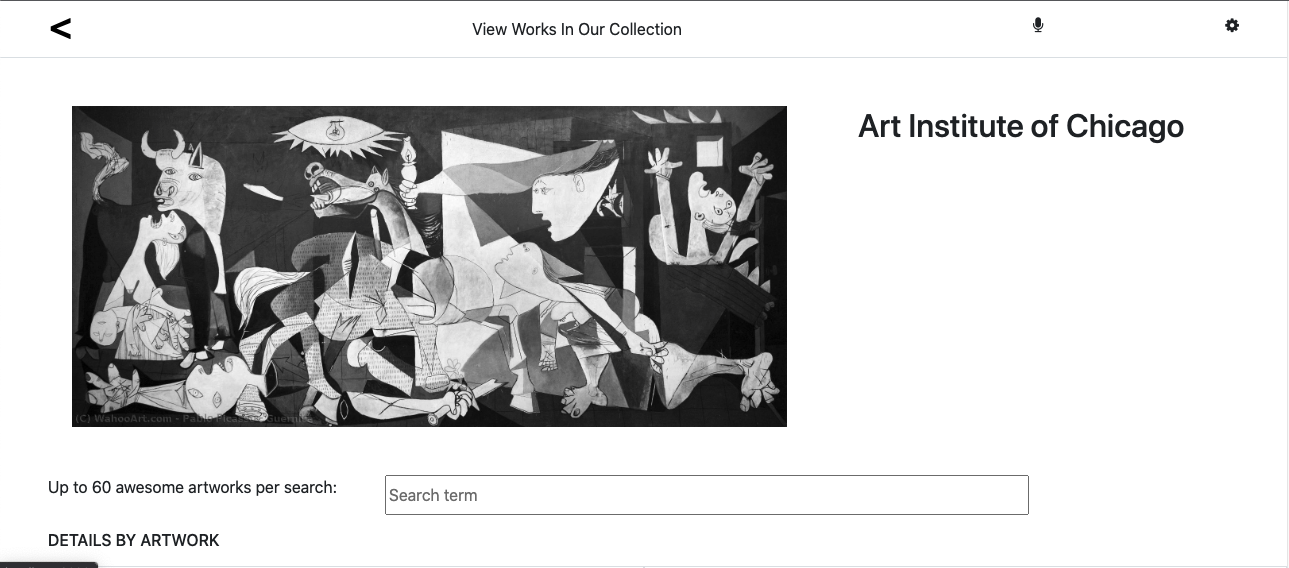 View Works In Our Collection
Art Institute of Chicago
(C) WahooArt.com - Pablo Picasso - Guernica
Up to 60 awesome artworks per search:
Search term
DETAILS BY ARTWORK